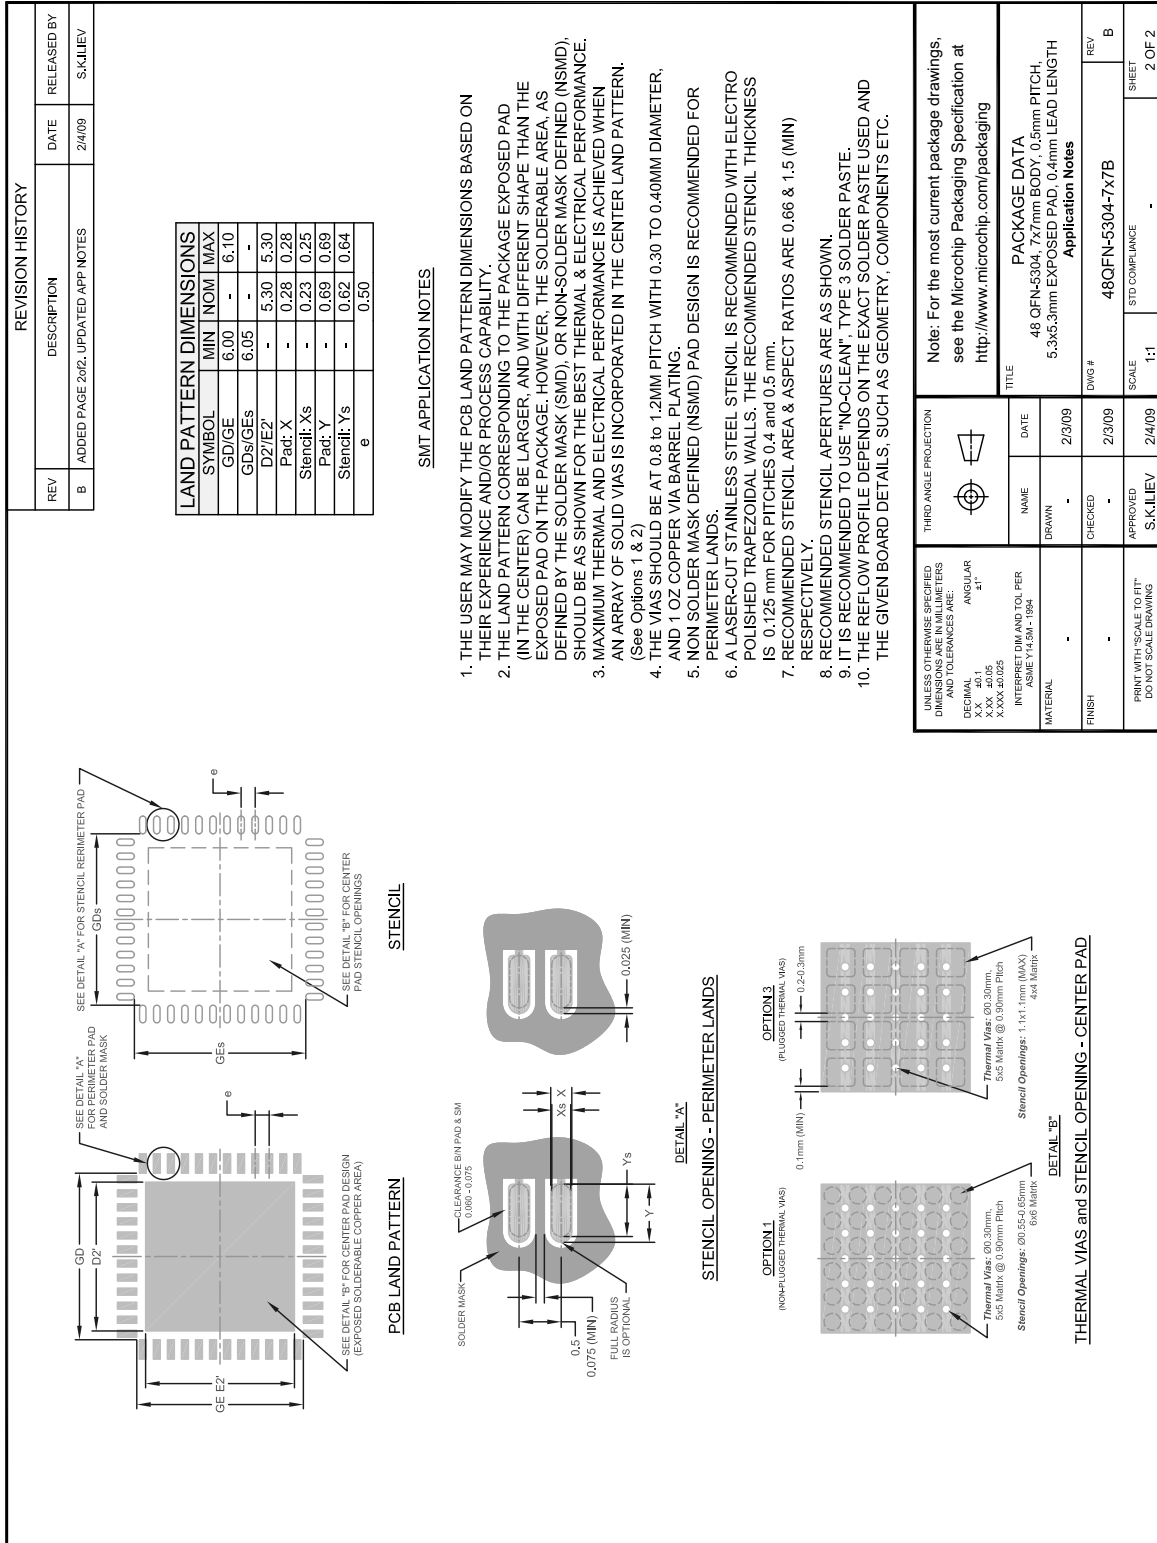 REVISION HISTORY
REV DESCRIPTION DATE RELEASED BY
B ADDED PAGE 2of2. UPDATED APP NOTES 2/4/09 S.K.ILIEV
SEE DETAIL "A"
FOR PERIMETER PAD
AND SOLDER MASK
GD
D2'
e
GE E2'
SEE DETAIL "B" FOR CENTER PAD DESIGN
(EXPOSED SOLDERABLE COPPER AREA)
PCB LAND PATTERN
SEE DETAIL "A" FOR STENCIL RERIMETER PAD
GDs
e
GEs
SEE DETAIL "B" FOR CENTER
PAD STENCIL OPENINGS
STENCIL
LAND PATTERN DIMENSIONS
SYMBOL MIN NOM MAX
GD/GE 6.00 - 6.10
GDs/GEs 6.05 - -
D2'/E2' - 5.30 5.30
Pad: X - 0.28 0.28
Stencil: Xs - 0.23 0.25
Pad: Y - 0.69 0.69
Stencil: Ys - 0.62 0.64
e 0.50
SOLDER MASK
CLEARANCE B/N PAD & SM
0.060 - 0.075
0.5
0.075 (MIN)
FULL RADIUS
IS OPTIONAL
Y
Ys
Xs X
0.025 (MIN)
DETAIL "A"
STENCIL OPENING - PERIMETER LANDS
OPTION 1
(NON-PLUGGED THERMAL VIAS)
Thermal Vias: Ø0.30mm,
5x5 Matrix @ 0.90mm Pitch
Stencil Openings: Ø0.55-0.65mm
6x6 Matrix
OPTION 3
(PLUGGED THERMAL VIAS)
0.1mm (MIN)
0.2-0.3mm
Thermal Vias: Ø0.30mm,
5x5 Matrix @ 0.90mm Pitch
Stencil Openings: 1.1x1.1mm (MAX)
4x4 Matrix
DETAIL "B"
THERMAL VIAS and STENCIL OPENING - CENTER PAD
SMT APPLICATION NOTES
1. THE USER MAY MODIFY THE PCB LAND PATTERN DIMENSIONS BASED ON
THEIR EXPERIENCE AND/OR PROCESS CAPABILITY.
2. THE LAND PATTERN CORRESPONDING TO THE PACKAGE EXPOSED PAD
(IN THE CENTER) CAN BE LARGER, AND WITH DIFFERENT SHAPE THAN THE
EXPOSED PAD ON THE PACKAGE. HOWEVER, THE SOLDERABLE AREA, AS
DEFINED BY THE SOLDER MASK (SMD), OR NON-SOLDER MASK DEFINED (NSMD),
SHOULD BE AS SHOWN FOR THE BEST THERMAL & ELECTRICAL PERFORMANCE.
3. MAXIMUM THERMAL AND ELECTRICAL PERFORMANCE IS ACHIEVED WHEN
AN ARRAY OF SOLID VIAS IS INCORPORATED IN THE CENTER LAND PATTERN.
(See Options 1 & 2)
4. THE VIAS SHOULD BE AT 0.8 to 1.2MM PITCH WITH 0.30 TO 0.40MM DIAMETER,
AND 1 OZ COPPER VIA BARREL PLATING.
5. NON SOLDER MASK DEFINED (NSMD) PAD DESIGN IS RECOMMENDED FOR
PERIMETER LANDS.
6. A LASER-CUT STAINLESS STEEL STENCIL IS RECOMMENDED WITH ELECTRO
POLISHED TRAPEZOIDAL WALLS. THE RECOMMENDED STENCIL THICKNESS
IS 0.125 mm FOR PITCHES 0.4 and 0.5 mm.
7. RECOMMENDED STENCIL AREA & ASPECT RATIOS ARE 0.66 & 1.5 (MIN)
RESPECTIVELY.
8. RECOMMENDED STENCIL APERTURES ARE AS SHOWN.
9. IT IS RECOMMENDED TO USE "NO-CLEAN", TYPE 3 SOLDER PASTE.
10. THE REFLOW PROFILE DEPENDS ON THE EXACT SOLDER PASTE USED AND
THE GIVEN BOARD DETAILS, SUCH AS GEOMETRY, COMPONENTS ETC.
UNLESS OTHERWISE SPECIFIED
DIMENSIONS ARE IN MILLIMETERS
AND TOLERANCES ARE:
DECIMAL ANGULAR
X.X ±0.1 ±1°
X.XX ±0.05
X.XXX ±0.025
INTERPRET DIM AND TOL PER
ASME Y14.5M - 1994
MATERIAL
-
FINISH
-
PRINT WITH "SCALE TO FIT"
DO NOT SCALE DRAWING
THIRD ANGLE PROJECTION
NAME DATE
DRAWN
- 2/3/09
CHECKED
- 2/3/09
APPROVED
S.K.ILIEV 2/4/09
Note: For the most current package drawings,
see the Microchip Packaging Specification at
http://www.microchip.com/packaging
TITLE
PACKAGE DATA
48 QFN-5304, 7x7mm BODY, 0.5mm PITCH,
5.3x5.3mm EXPOSED PAD, 0.4mm LEAD LENGTH
Application Notes
DWG #
48QFN-5304-7x7B
REV
B
SCALE
1:1
STD COMPLIANCE
-
SHEET
2 OF 2